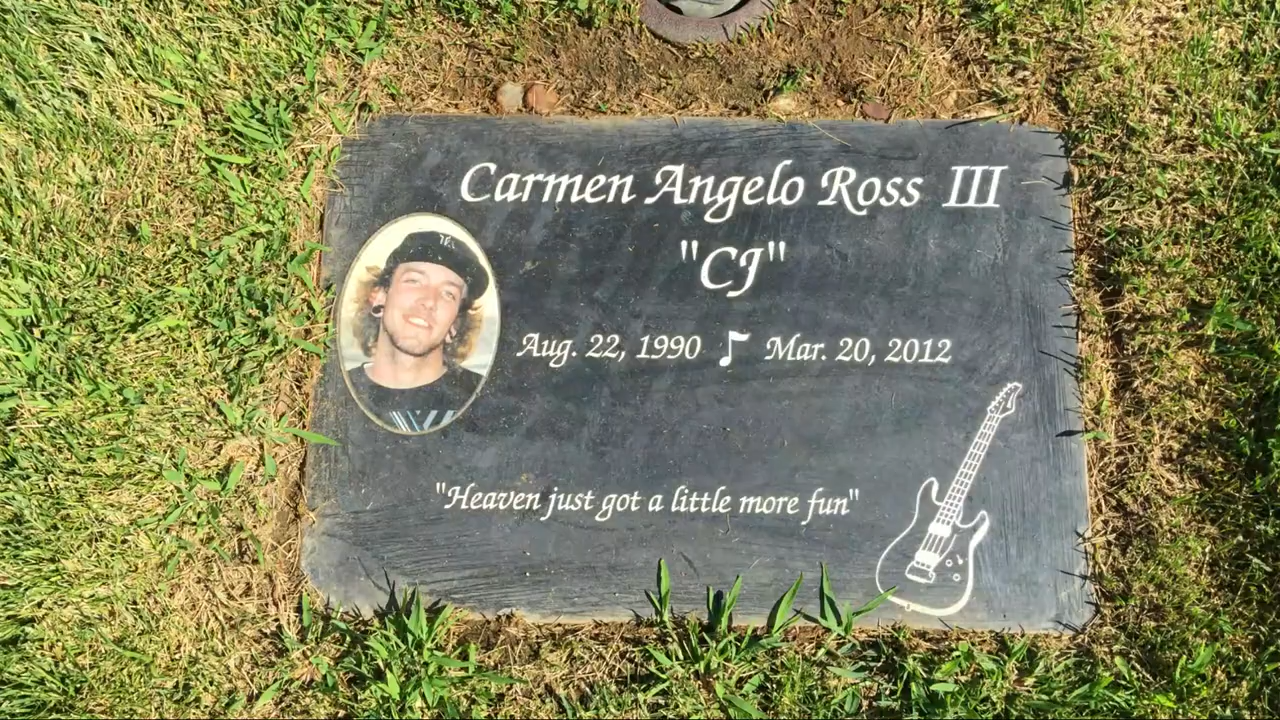 Carmen Angelo Ross III
"CJ"
Aug. 22, 1990 Mar. 20, 2012
"Heaven just got a little more fun"